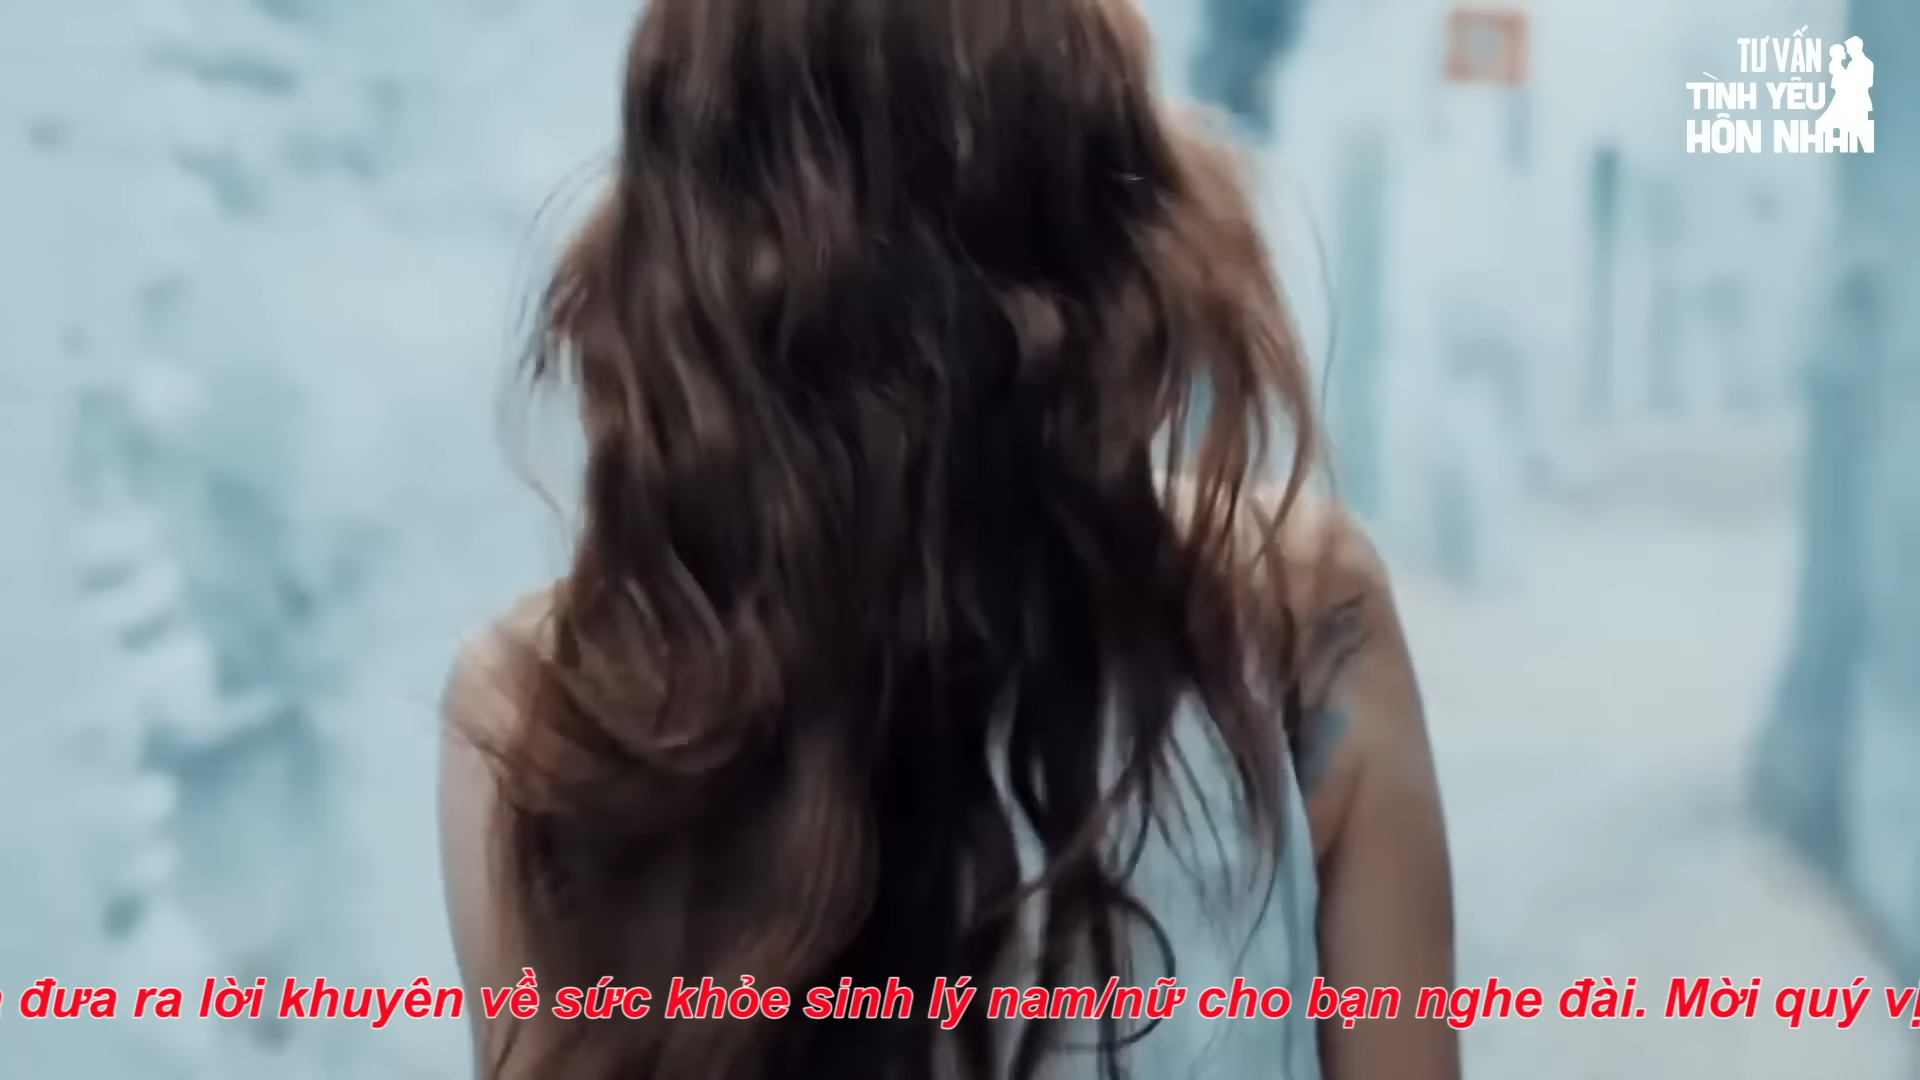 TƯ VẤN
TÌNH YÊU
HÔN NHÂN
đưa ra lời khuyên về sức khỏe sinh lý nam/nữ cho bạn nghe đài. Mời quý